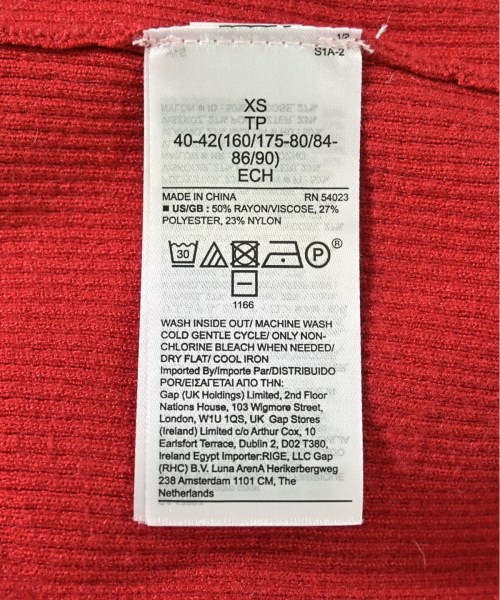 1/2
S1A-2
XS
TP
40-42(160/175-80/84-
86/90)
ECH
MADE IN CHINA RN 54023
■ US/GB : 50% RAYON/VISCOSE, 27%
POLYESTER, 23% NYLON
30 P ®
1166
WASH INSIDE OUT/ MACHINE WASH
COLD GENTLE CYCLE/ ONLY NON-
CHLORINE BLEACH WHEN NEEDED/
DRY FLAT/ COOL IRON
Imported By/Importe Par/DISTRIBUIDO
POR/ΕΙΣΑΓΕΤΑΙ ΑΠΟ ΤΗΝ:
Gap (UK Holdings) Limited, 2nd Floor
Nations House, 103 Wigmore Street,
London, W1U 1QS, UK Gap Stores
(Ireland) Limited c/o Arthur Cox, 10
Earlsfort Terrace, Dublin 2, D02 T380,
Ireland Egypt Importer:RIGE, LLC Gap
(RHC) B.V. Luna ArenA Herikerbergweg
238 Amsterdam 1101 CM, The
Netherlands